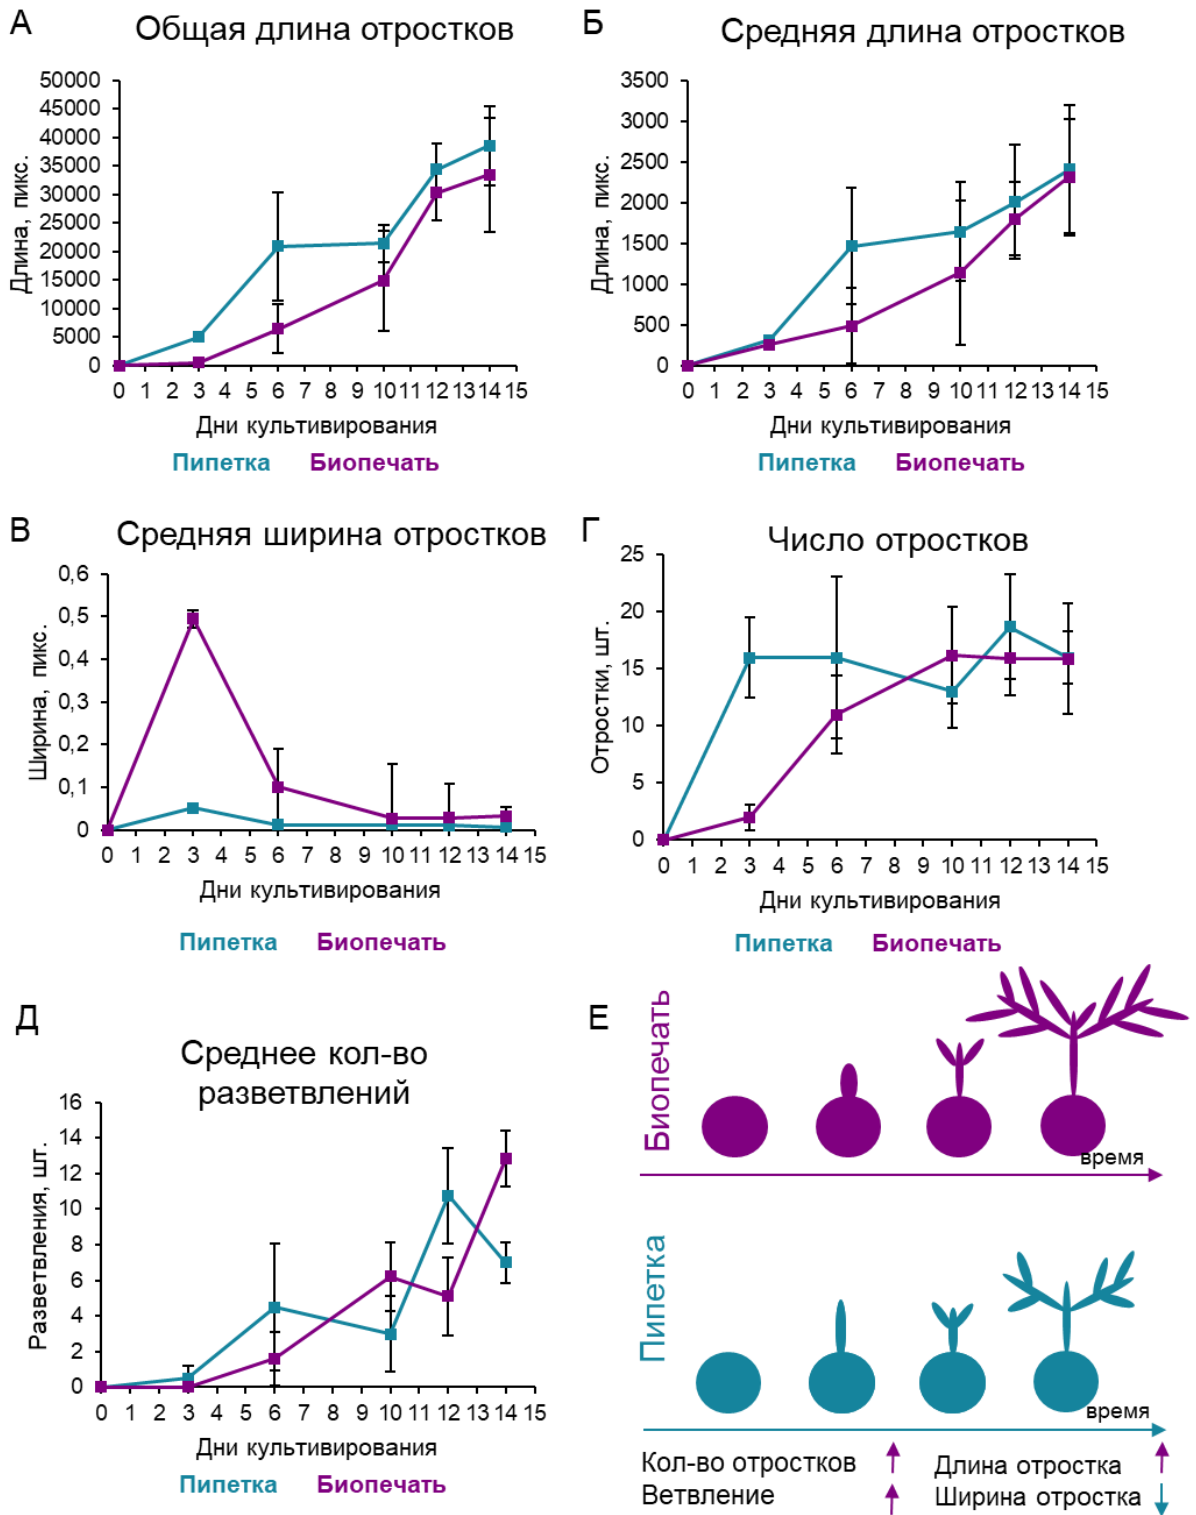 А
Общая длина отростков
Длина, пикс.
50000
45000
40000
35000
30000
25000
20000
15000
10000
5000
0
0 1 2 3 4 5 6 7 8 9 10 11 12 13 14 15
Дни культивирования
Пипетка Биопечать
Б
Средняя длина отростков
Длина, пикс.
3500
3000
2500
2000
1500
1000
500
0
0 1 2 3 4 5 6 7 8 9 10 11 12 13 14 15
Дни культивирования
Пипетка Биопечать
В
Средняя ширина отростков
Ширина, пикс.
0,6
0,5
0,4
0,3
0,2
0,1
0
0 1 2 3 4 5 6 7 8 9 10 11 12 13 14 15
Дни культивирования
Пипетка Биопечать
Г
Число отростков
Отростки, шт.
25
20
15
10
5
0
0 1 2 3 4 5 6 7 8 9 10 11 12 13 14 15
Дни культивирования
Пипетка Биопечать
Д
Среднее кол-во
разветвлений
Разветвления, шт.
16
14
12
10
8
6
4
2
0
0 1 2 3 4 5 6 7 8 9 10 11 12 13 14 15
Дни культивирования
Пипетка Биопечать
Е
Биопечать
время
Пипетка
время
Кол-во отростков
Ветвление
Длина отростка
Ширина отростка